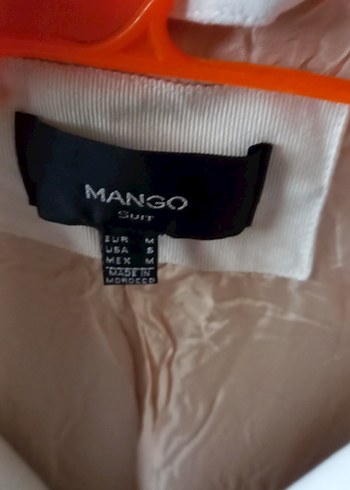 MANGO
SUIT
EUR M
USA S
MEX M
MADE IN
MOROCCO